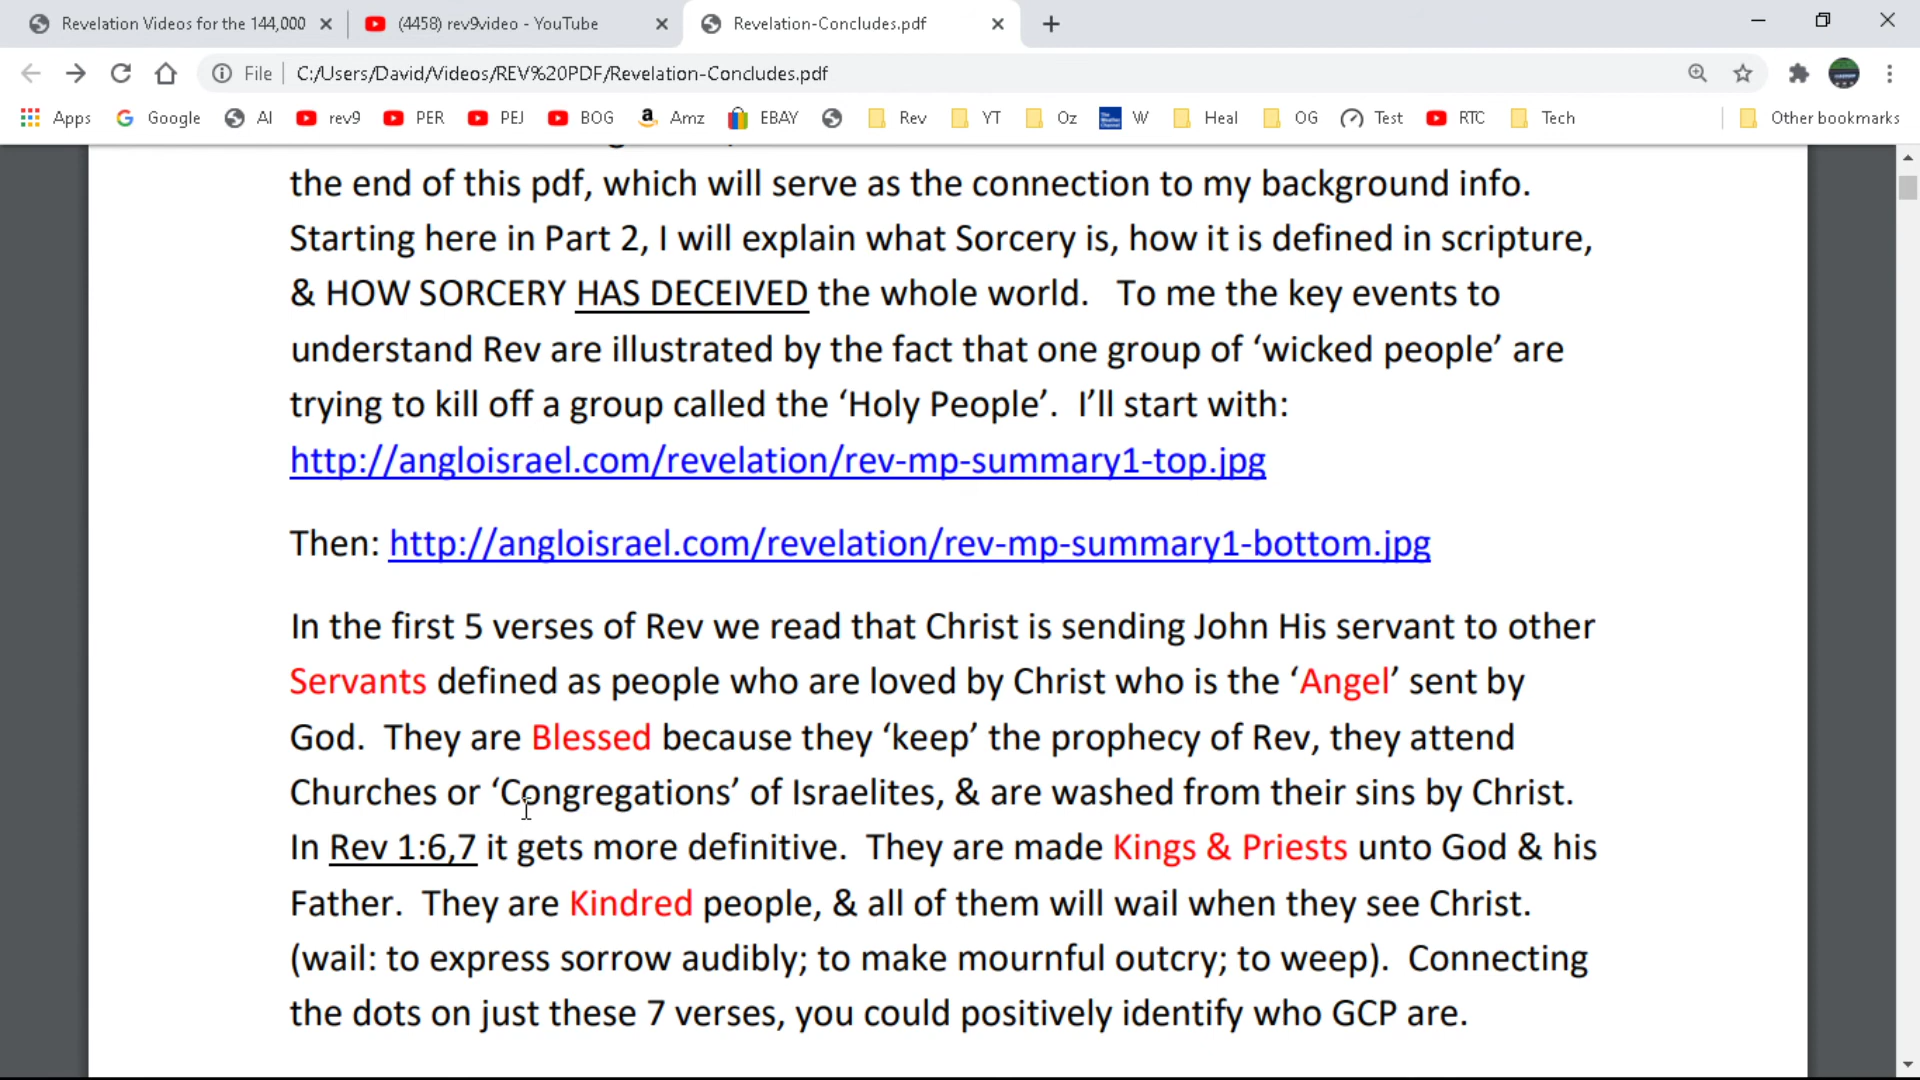 Revelation Videos for the 144,000
(4458) rev9video - YouTube
Revelation-Concludes.pdf
File C:/Users/David/Videos/REV%20PDF/Revelation-Concludes.pdf
Apps Google AI rev9 PER PEJ BOG Amz EBAY Rev YT Oz W Heal OG Test RTC Tech Other bookmarks
the end of this pdf, which will serve as the connection to my background info.
Starting here in Part 2, I will explain what Sorcery is, how it is defined in scripture,
& HOW SORCERY HAS DECEIVED the whole world. To me the key events to
understand Rev are illustrated by the fact that one group of ‘wicked people’ are
trying to kill off a group called the ‘Holy People’. I’ll start with:
http://angloisrael.com/revelation/rev-mp-summary1-top.jpg
Then: http://angloisrael.com/revelation/rev-mp-summary1-bottom.jpg
In the first 5 verses of Rev we read that Christ is sending John His servant to other
Servants defined as people who are loved by Christ who is the ‘Angel’ sent by
God. They are Blessed because they ‘keep’ the prophecy of Rev, they attend
Churches or ‘Congregations’ of Israelites, & are washed from their sins by Christ.
In Rev 1:6,7 it gets more definitive. They are made Kings & Priests unto God & his
Father. They are Kindred people, & all of them will wail when they see Christ.
(wail: to express sorrow audibly; to make mournful outcry; to weep). Connecting
the dots on just these 7 verses, you could positively identify who GCP are.